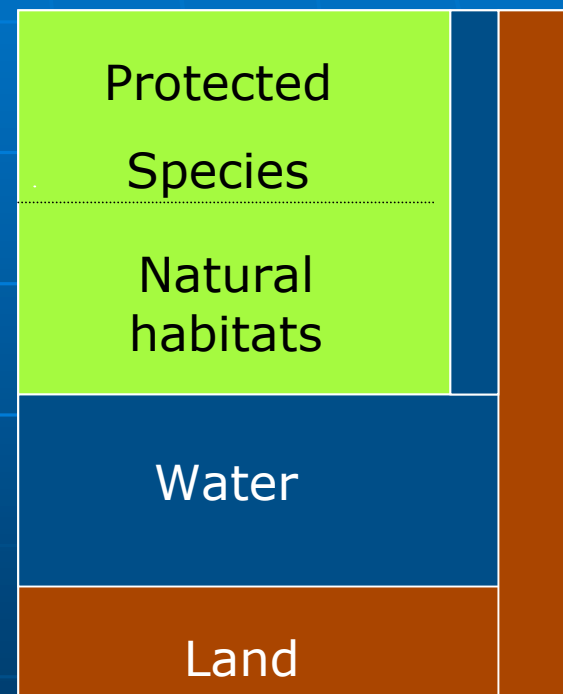 Protected
Species
Natural
habitats
Water
Land